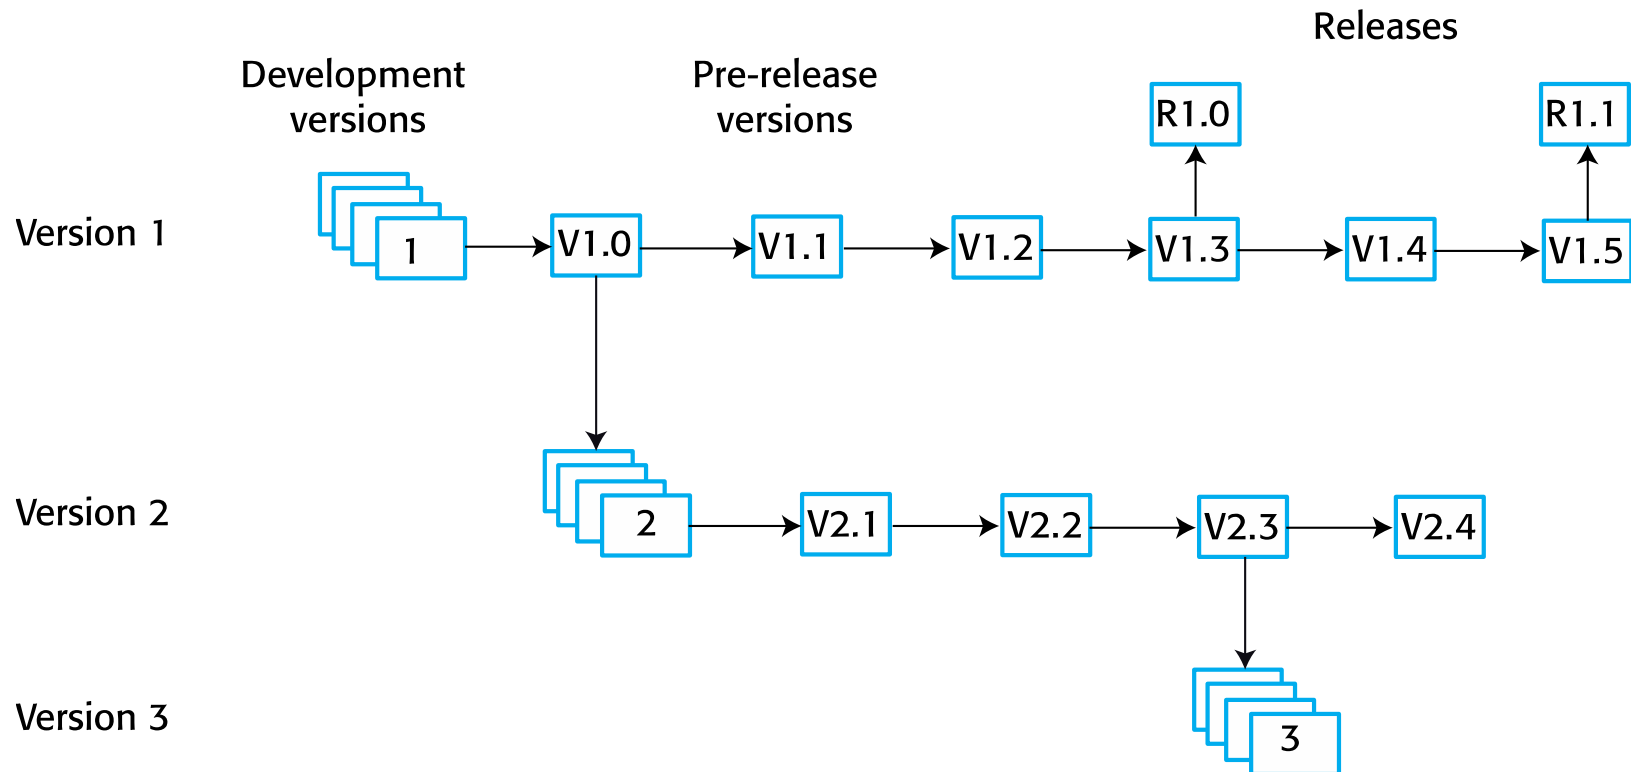 Releases
Development
versions
Pre-release
versions
R1.0
R1.1
Version 1
1
V1.0
V1.1
V1.2
V1.3
V1.4
V1.5
Version 2
2
V2.1
V2.2
V2.3
V2.4
Version 3
3